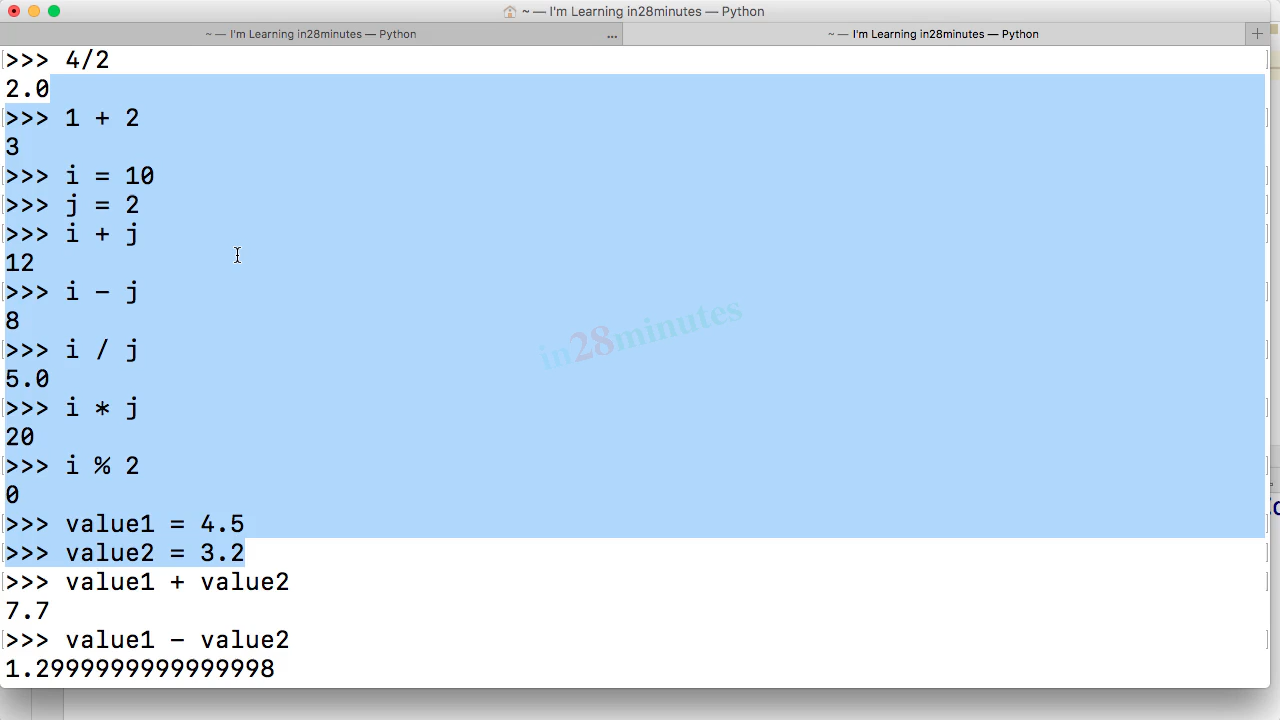 ~ — I'm Learning in28minutes — Python
~ — I'm Learning in28minutes — Python ... ~ — I'm Learning in28minutes — Python +
>>> 4/2
2.0
>>> 1 + 2
3
>>> i = 10
>>> j = 2
>>> i + j
12
>>> i - j
8
>>> i / j
5.0
>>> i * j
20
>>> i % 2
0
>>> value1 = 4.5
>>> value2 = 3.2
>>> value1 + value2
7.7
>>> value1 - value2
1.2999999999999998
in28minutes